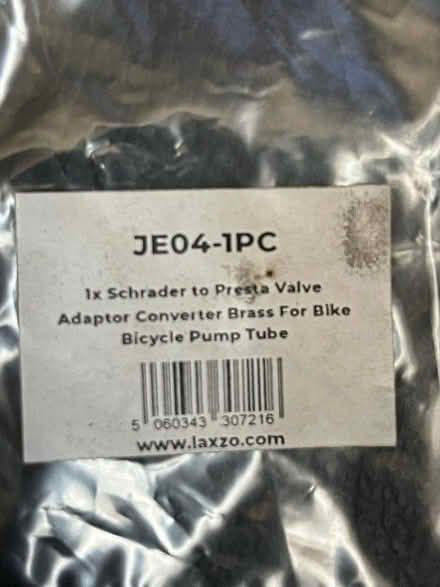 JE04-1PC
1x Schrader to Presta Valve
Adaptor Converter Brass For Bike
Bicycle Pump Tube
5 060343 307216
www.laxzo.com